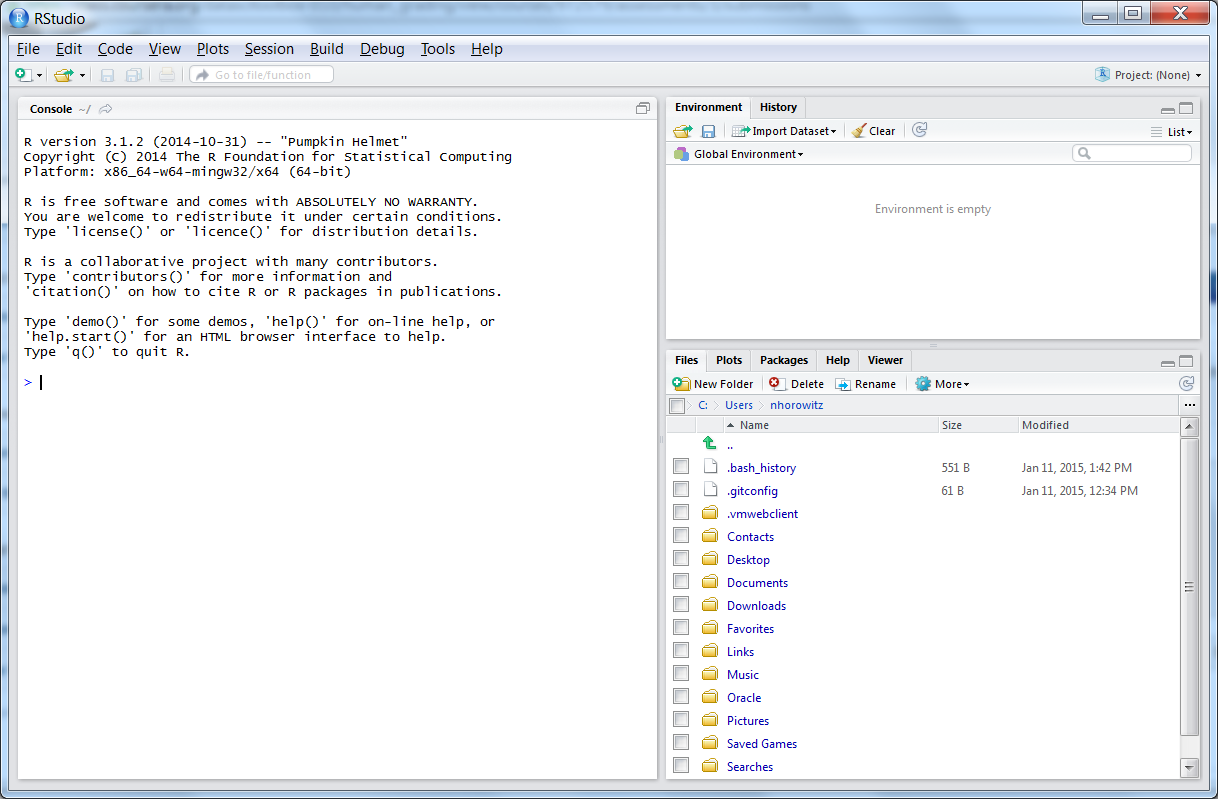 RStudio
File Edit Code View Plots Session Build Debug Tools Help
Go to file/function
Project: (None)
Console ~/
R version 3.1.2 (2014-10-31) -- "Pumpkin Helmet"
Copyright (C) 2014 The R Foundation for Statistical Computing
Platform: x86_64-w64-mingw32/x64 (64-bit)
R is free software and comes with ABSOLUTELY NO WARRANTY.
You are welcome to redistribute it under certain conditions.
Type 'license()' or 'licence()' for distribution details.
R is a collaborative project with many contributors.
Type 'contributors()' for more information and
'citation()' on how to cite R or R packages in publications.
Type 'demo()' for some demos, 'help()' for on-line help, or
'help.start()' for an HTML browser interface to help.
Type 'q()' to quit R.
>
Environment History
Import Dataset Clear List
Global Environment
Environment is empty
Files Plots Packages Help Viewer
New Folder Delete Rename More
C: Users nhorowitz ...
Name Size Modified
..
.bash_history 551 B Jan 11, 2015, 1:42 PM
.gitconfig 61 B Jan 11, 2015, 12:34 PM
.vmwebclient
Contacts
Desktop
Documents
Downloads
Favorites
Links
Music
Oracle
Pictures
Saved Games
Searches